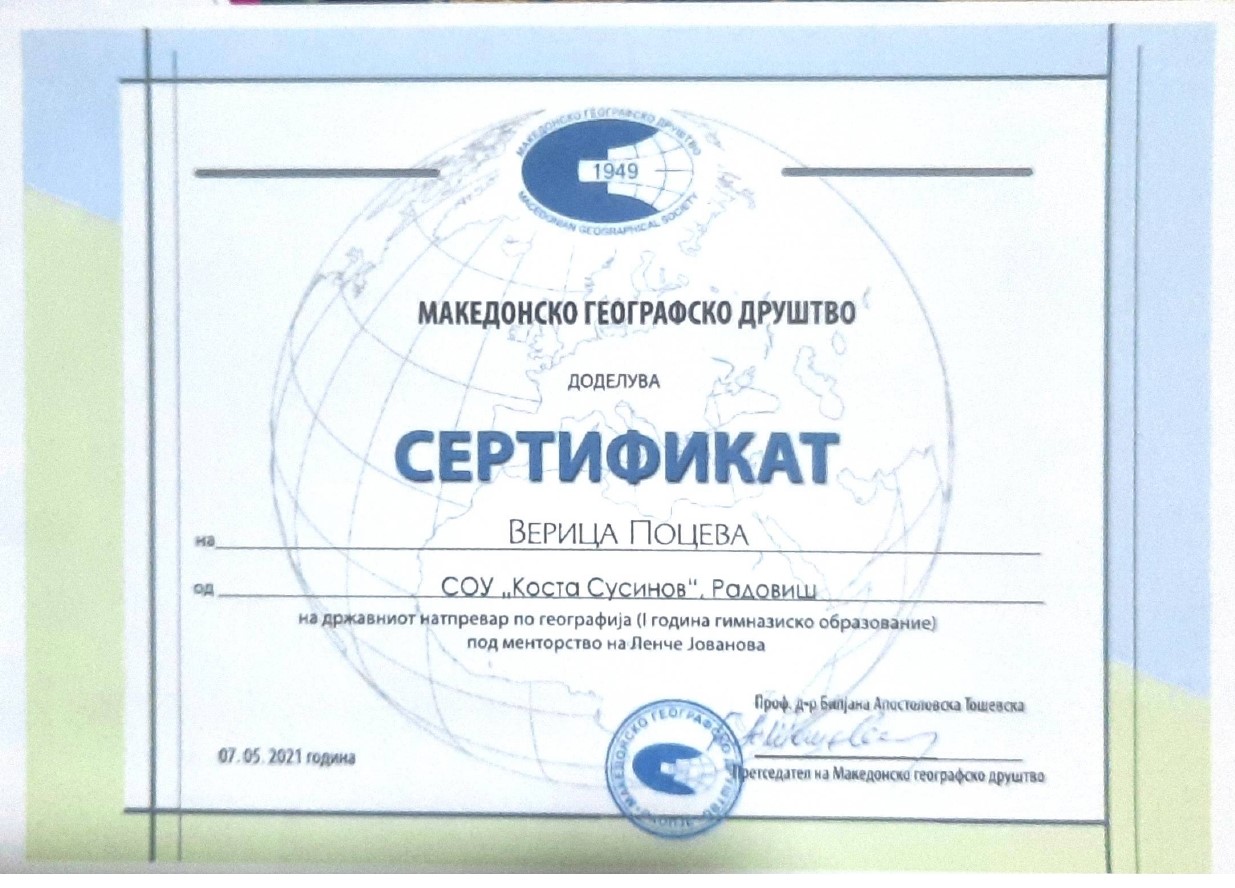 МАКЕДОНСКО ГЕОГРАФСКО ДРУШТВО
1949
MACEDONIAN GEOGRAPHICAL SOCIETY
МАКЕДОНСКО ГЕОГРАФСКО ДРУШТВО
ДОДЕЛУВА
СЕРТИФИКАТ
на ВЕРИЦА ПОЦЕВА
од СОУ „Коста Сусинов“, Радовиш
на државниот натпревар по географија (I година гимназиско образование)
под менторство на Ленче Јованова
Проф. д-р Билјана Апостоловска Тошевска
07. 05. 2021 година
Претседател на Македонско географско друштво
МАКЕДОНСКО ГЕОГРАФСКО ДРУШТВО